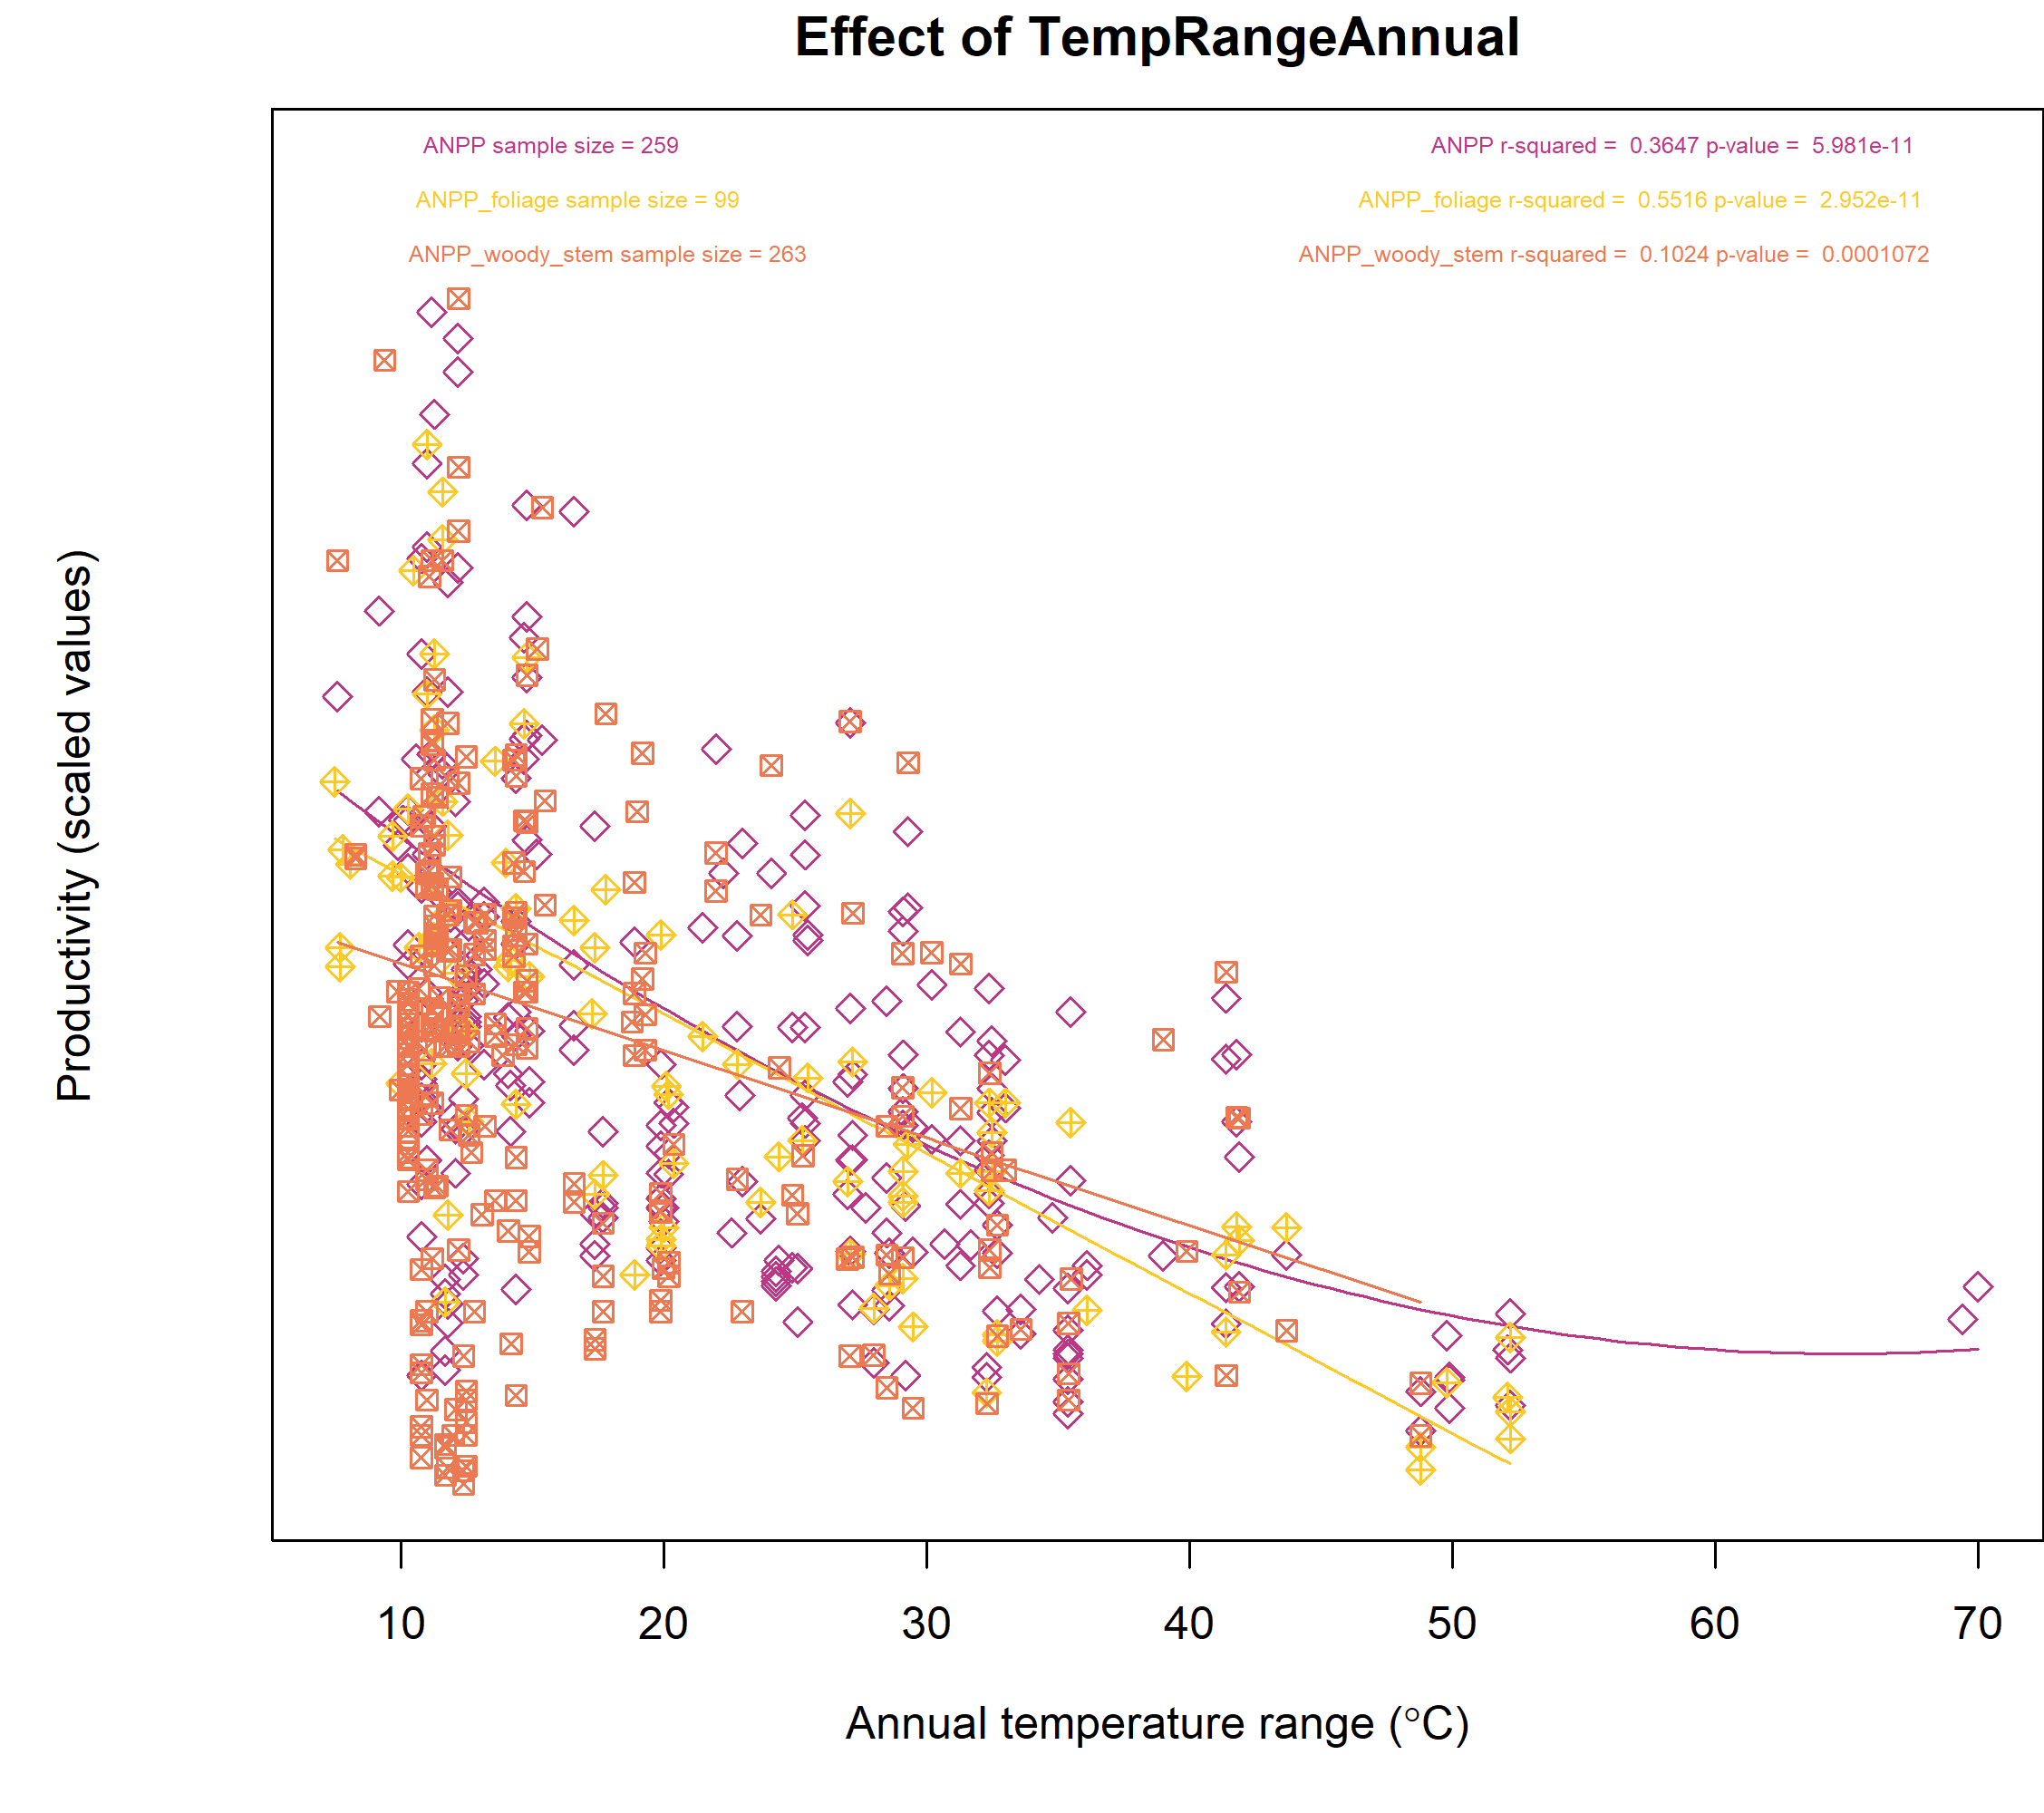 Effect of TempRangeAnnual
ANPP sample size = 259
ANPP r-squared =  0.3647 p-value =  5.981e-11
ANPP_foliage sample size = 99
ANPP_foliage r-squared =  0.5516 p-value =  2.952e-11
ANPP_woody_stem sample size = 263
ANPP_woody_stem r-squared =  0.1024 p-value =  0.0001072
Productivity (scaled values)
10 20 30 40 50 60 70
Annual temperature range (°C)